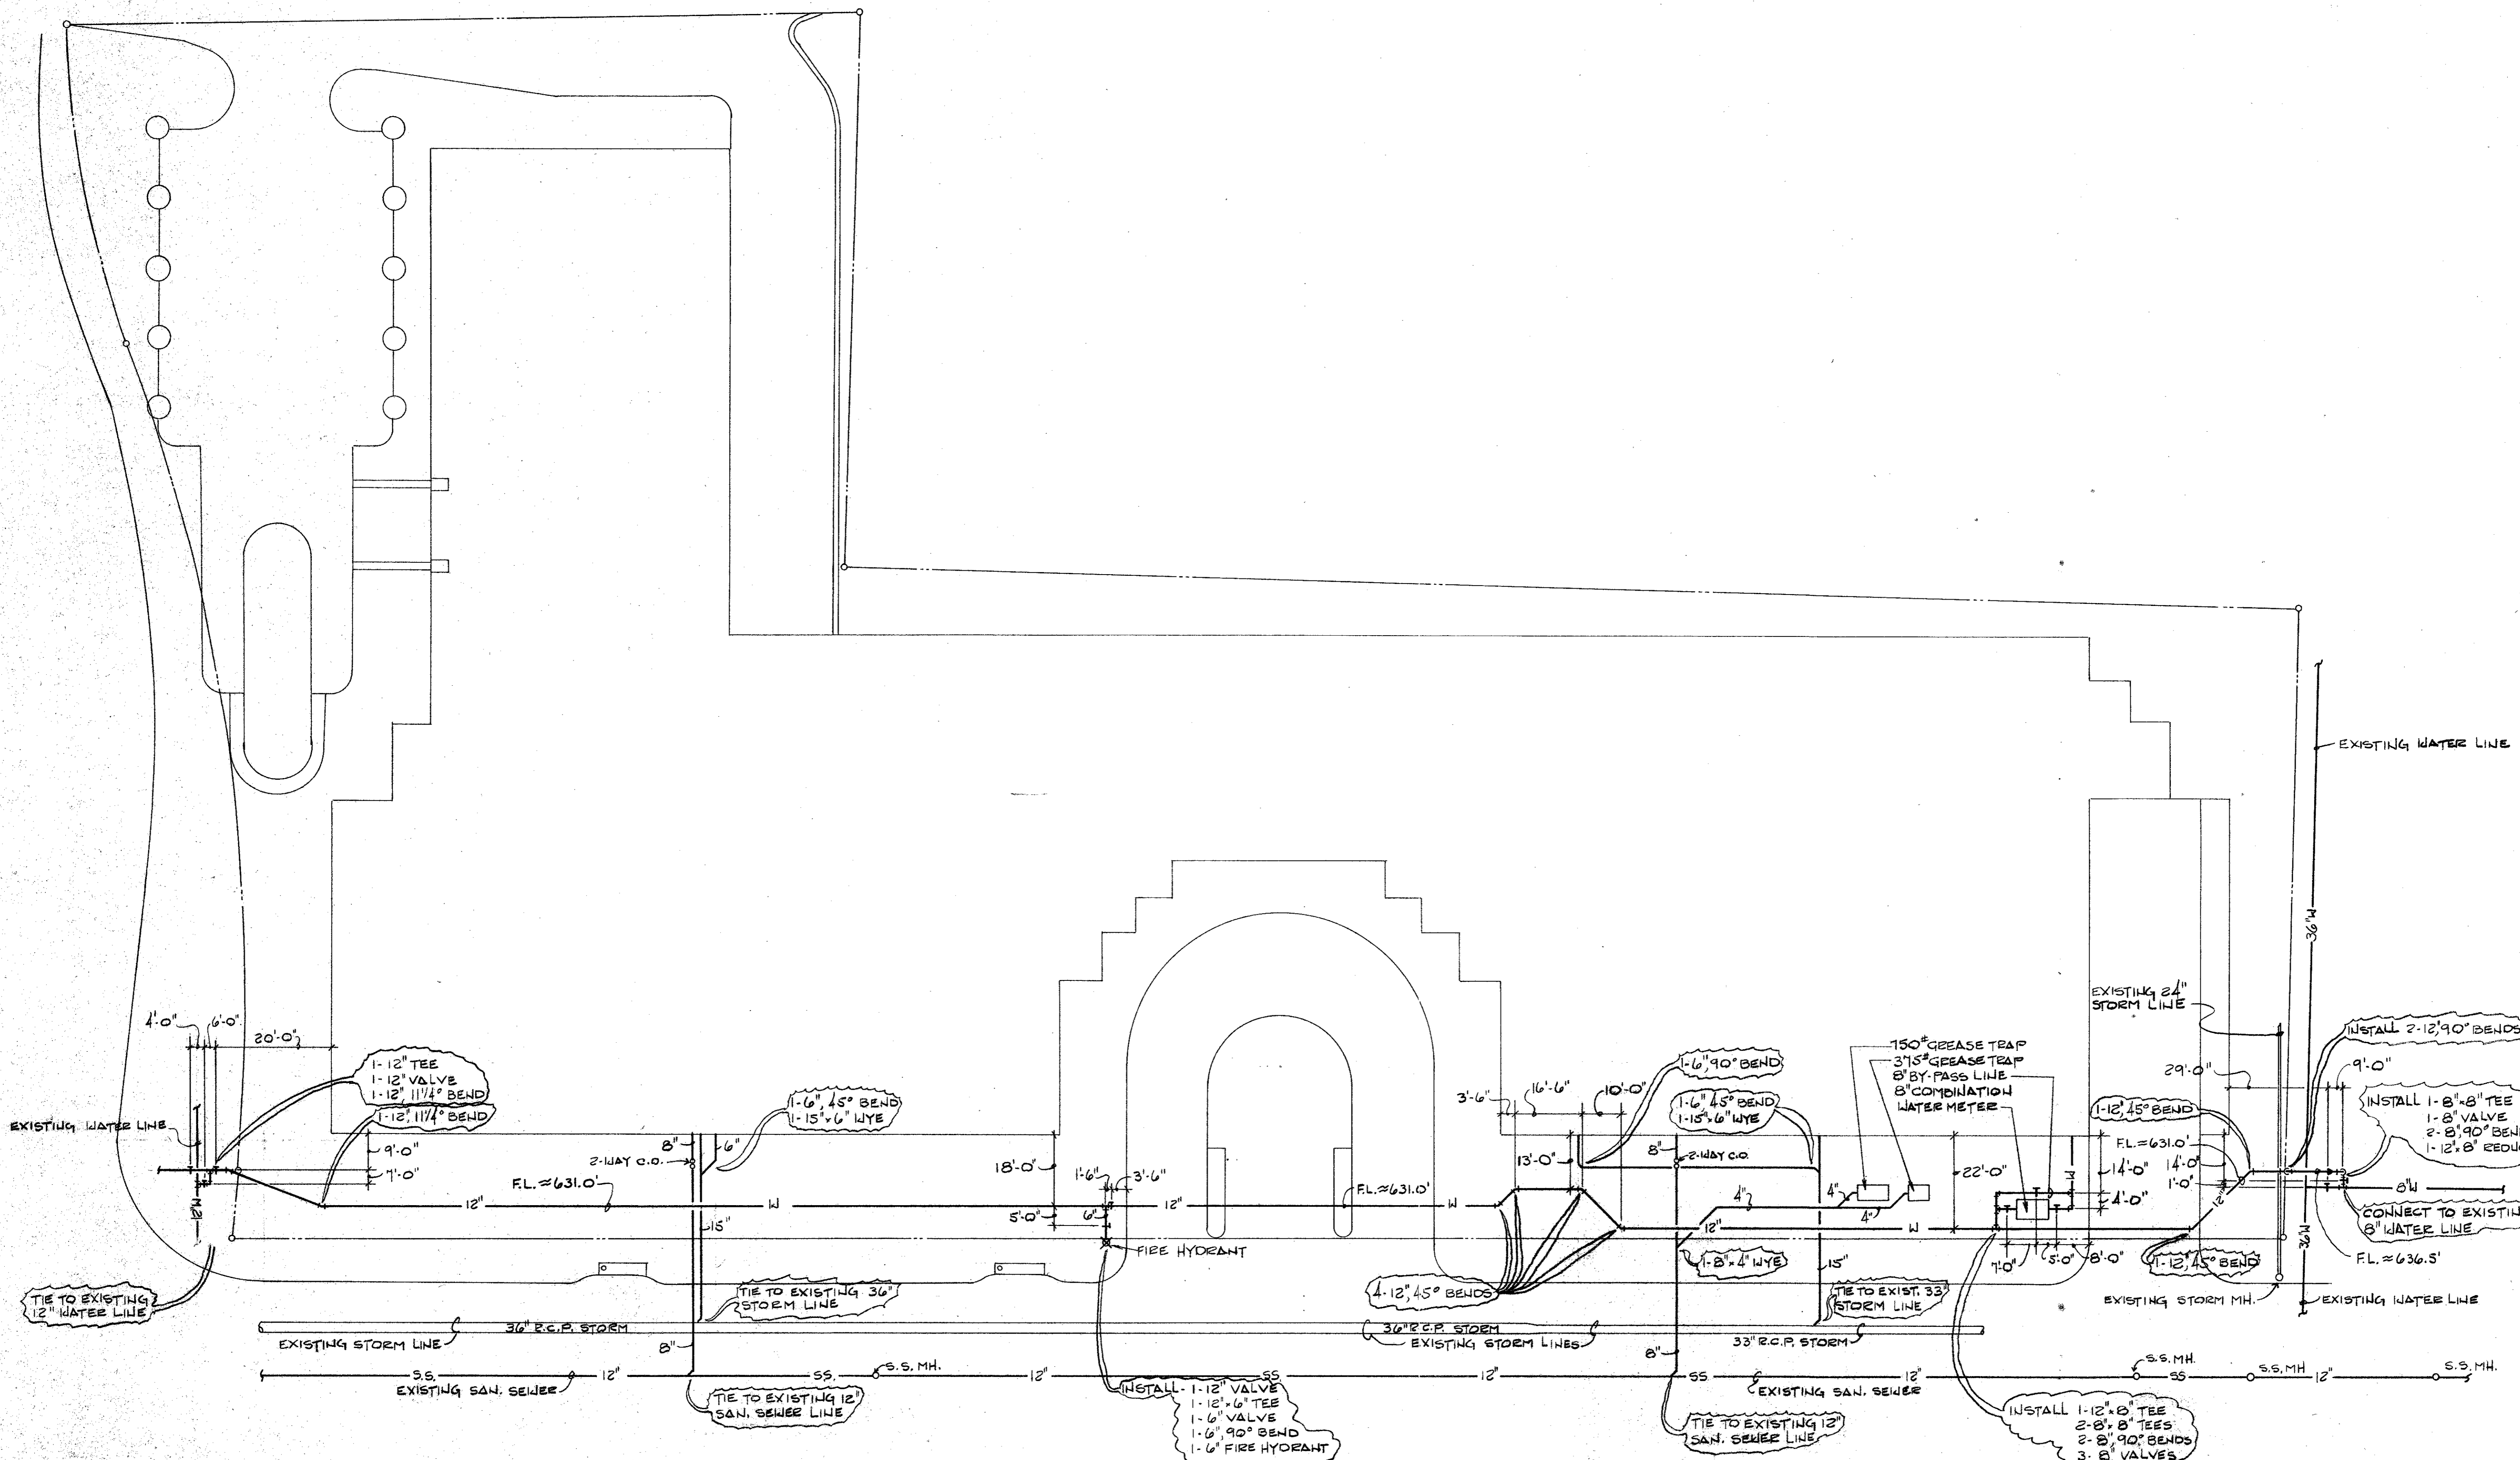 EXISTING WATER LINE
36"W
EXISTING 24"
STORM LINE
INSTALL 2-12", 90° BENDS
4'-0"
6'-0"
20'-0"
1-12" TEE
1-12" VALVE
1-12", 11¼° BEND
1-12", 11¼° BEND
750# GREASE TRAP
375# GREASE TRAP
8" BY-PASS LINE
8" COMBINATION
WATER METER
29'-0"
9'-0"
1-6", 90° BEND
3'-6"
16'-6"
10'-0"
1-6", 45° BEND
1-15"x6" WYE
1-6", 45° BEND
1-15"x6" WYE
1-12", 45° BEND
INSTALL 1-8"x8" TEE
1-8" VALVE
2-8", 90° BEN
1-12"x8" REDU
EXISTING WATER LINE
9'-0"
7'-0"
8"
6"
2-WAY C.O.
18'-0"
1'-6"
3'-6"
13'-0"
8"
2-WAY C.O.
22'-0"
14'-0"
4'-0"
F.L.≈631.0'
14'-0"
1'-0"
8"W
12"W
F.L.≈631.0'
12"
W
5'-0"
6"
12"
F.L.≈631.0'
W
4"
4"
4"
12"
W
12"
CONNECT TO EXISTIN
8" WATER LINE
15"
FIRE HYDRANT
1-8"x4" WYE
15"
7'-0"
5'-0"
8'-0"
1-12", 45° BEND
36"W
F.L.≈636.5'
TIE TO EXISTING
12" WATER LINE
TIE TO EXISTING 36"
STORM LINE
4-12", 45° BENDS
TIE TO EXIST. 33"
STORM LINE
EXISTING STORM MH.
EXISTING WATER LINE
36" R.C.P. STORM
EXISTING STORM LINE
8"
36" R.C.P. STORM
EXISTING STORM LINES
33" R.C.P. STORM
8"
S.S.
EXISTING SAN. SEWER
12"
SS.
S.S. MH.
12"
SS.
12"
SS.
EXISTING SAN. SEWER
12"
S.S. MH.
SS
S.S. MH
12"
S.S. MH.
TIE TO EXISTING 12"
SAN. SEWER LINE
INSTALL - 1-12" VALVE
1-12"x6" TEE
1-6" VALVE
1-6", 90° BEND
1-6" FIRE HYDRANT
TIE TO EXISTING 12"
SAN. SEWER LINE
INSTALL 1-12"x8" TEE
2-8"x8" TEES
2-8", 90° BENDS
3-8" VALVES